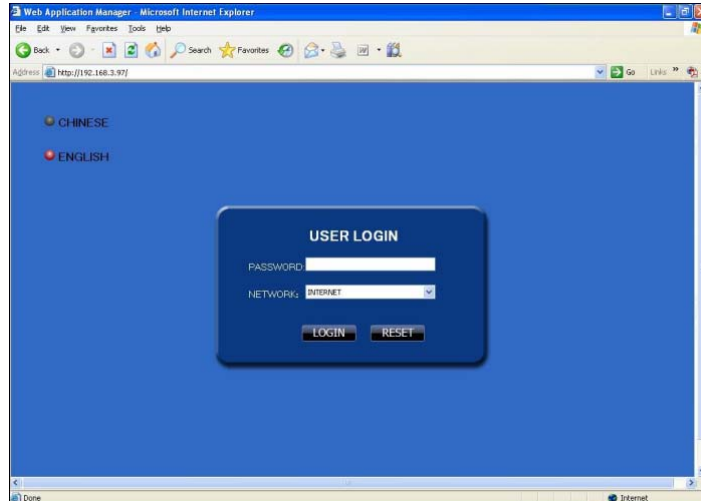 Web Application Manager - Microsoft Internet Explorer
File Edit View Favorites Tools Help
Back Search Favorites
Address http://192.168.3.97/ Go Links »
CHINESE
ENGLISH
USER LOGIN
PASSWORD:
NETWORK: INTERNET
LOGIN RESET
Done Internet